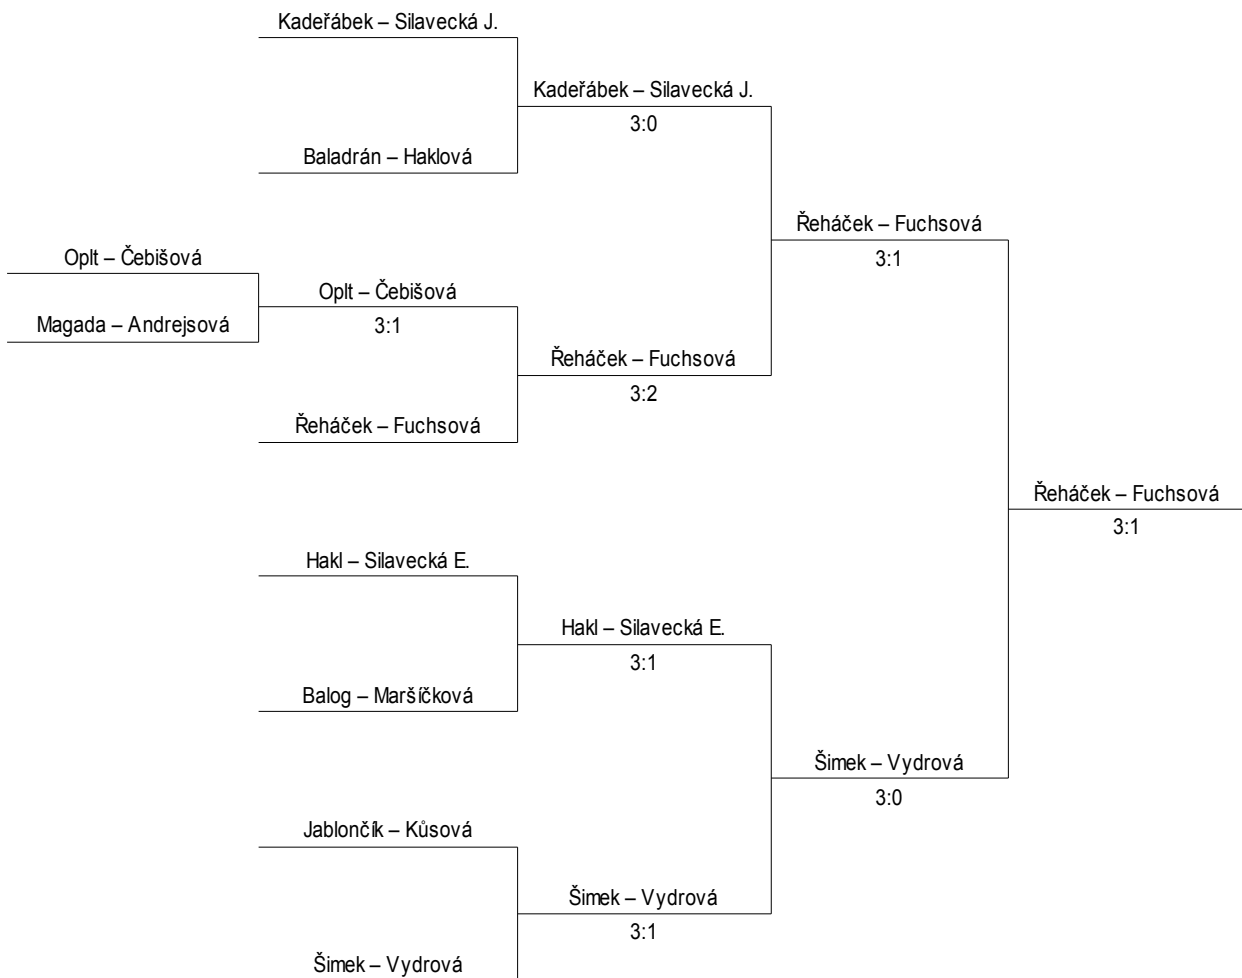 Kadeřábek – Silavecká J.
Kadeřábek – Silavecká J.
3:0
Baladrán – Haklová
Řeháček – Fuchsová
3:1
Oplt – Čebišová
Oplt – Čebišová
3:1
Magada – Andrejsová
Řeháček – Fuchsová
3:2
Řeháček – Fuchsová
Řeháček – Fuchsová
3:1
Hakl – Silavecká E.
Hakl – Silavecká E.
3:1
Balog – Maršíčková
Šimek – Vydrová
3:0
Jablončík – Kůsová
Šimek – Vydrová
3:1
Šimek – Vydrová